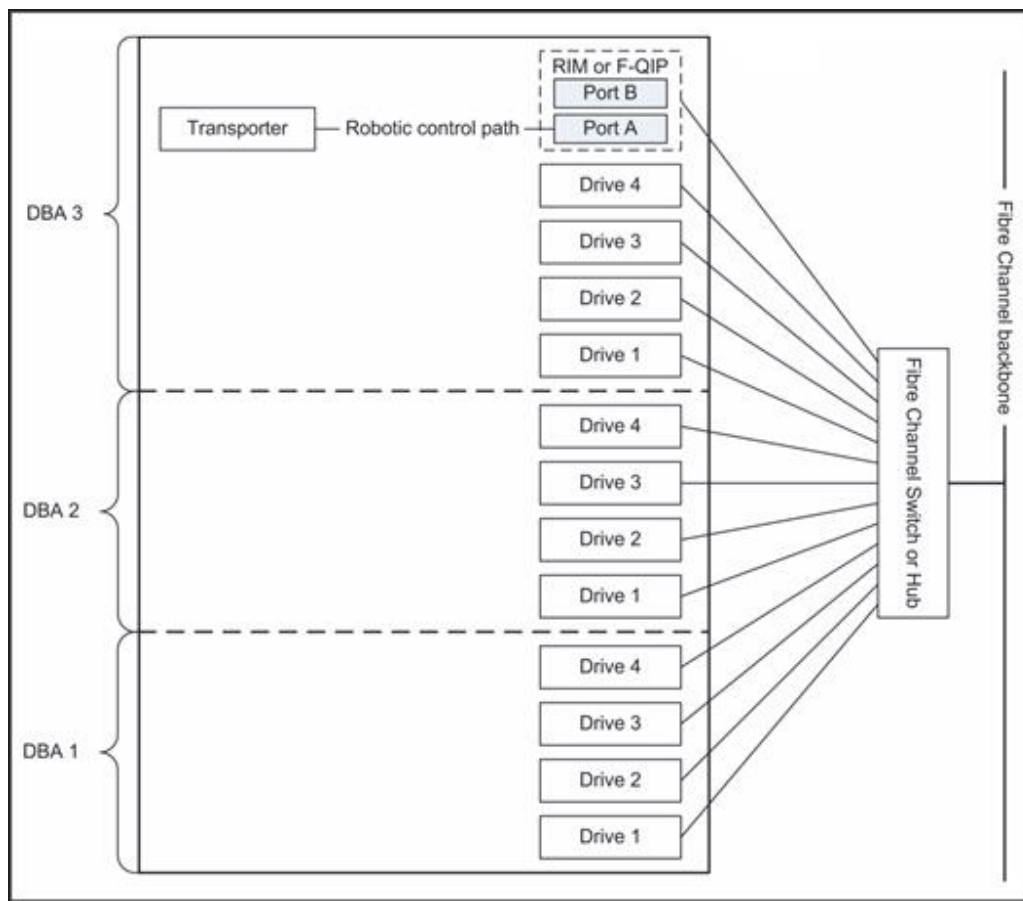 DBA 3
RIM or F-QIP
Port B
Transporter
Robotic control path
Port A
Drive 4
Drive 3
Drive 2
Drive 1
DBA 2
Drive 4
Drive 3
Drive 2
Drive 1
DBA 1
Drive 4
Drive 3
Drive 2
Drive 1
Fibre Channel Switch or Hub
Fibre Channel backbone